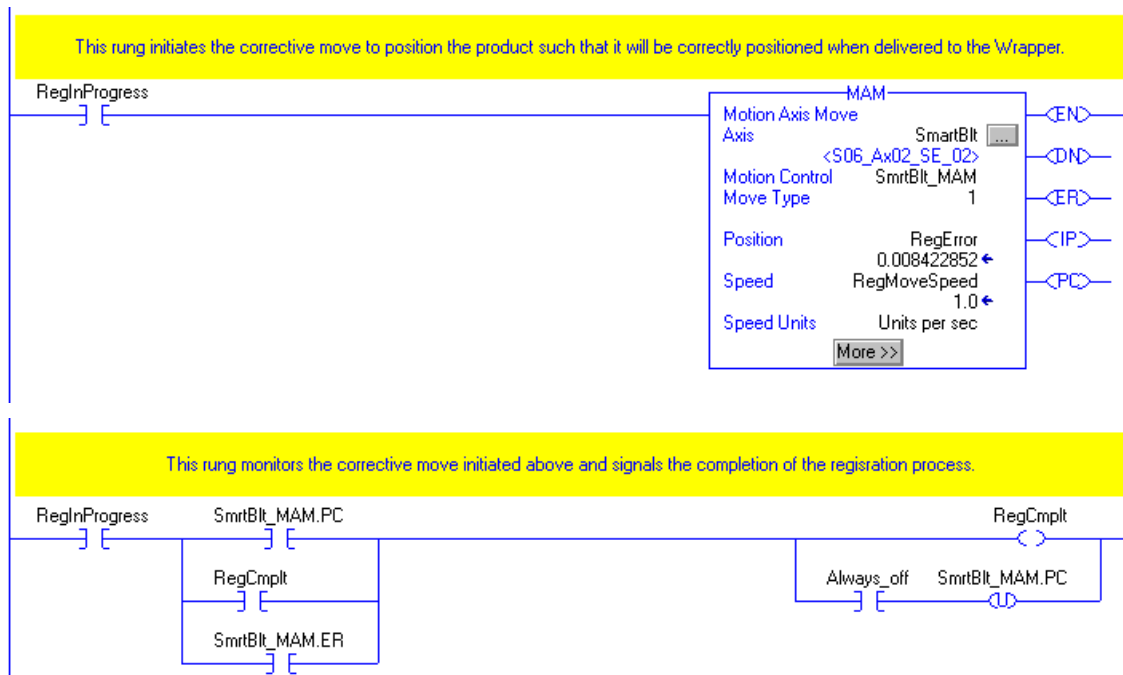 This rung initiates the corrective move to position the product such that it will be correctly positioned when delivered to the Wrapper.
RegInProgress
MAM
Motion Axis Move
Axis SmartBlt ...
<S06_Ax02_SE_02>
Motion Control SmrtBlt_MAM
Move Type 1
Position RegError
0.008422852
Speed RegMoveSpeed
1.0
Speed Units Units per sec
More >>
EN
DN
ER
IP
PC
This rung monitors the corrective move initiated above and signals the completion of the regisration process.
RegInProgress SmrtBlt_MAM.PC RegCmplt
RegCmplt Always_off SmrtBlt_MAM.PC
U
SmrtBlt_MAM.ER